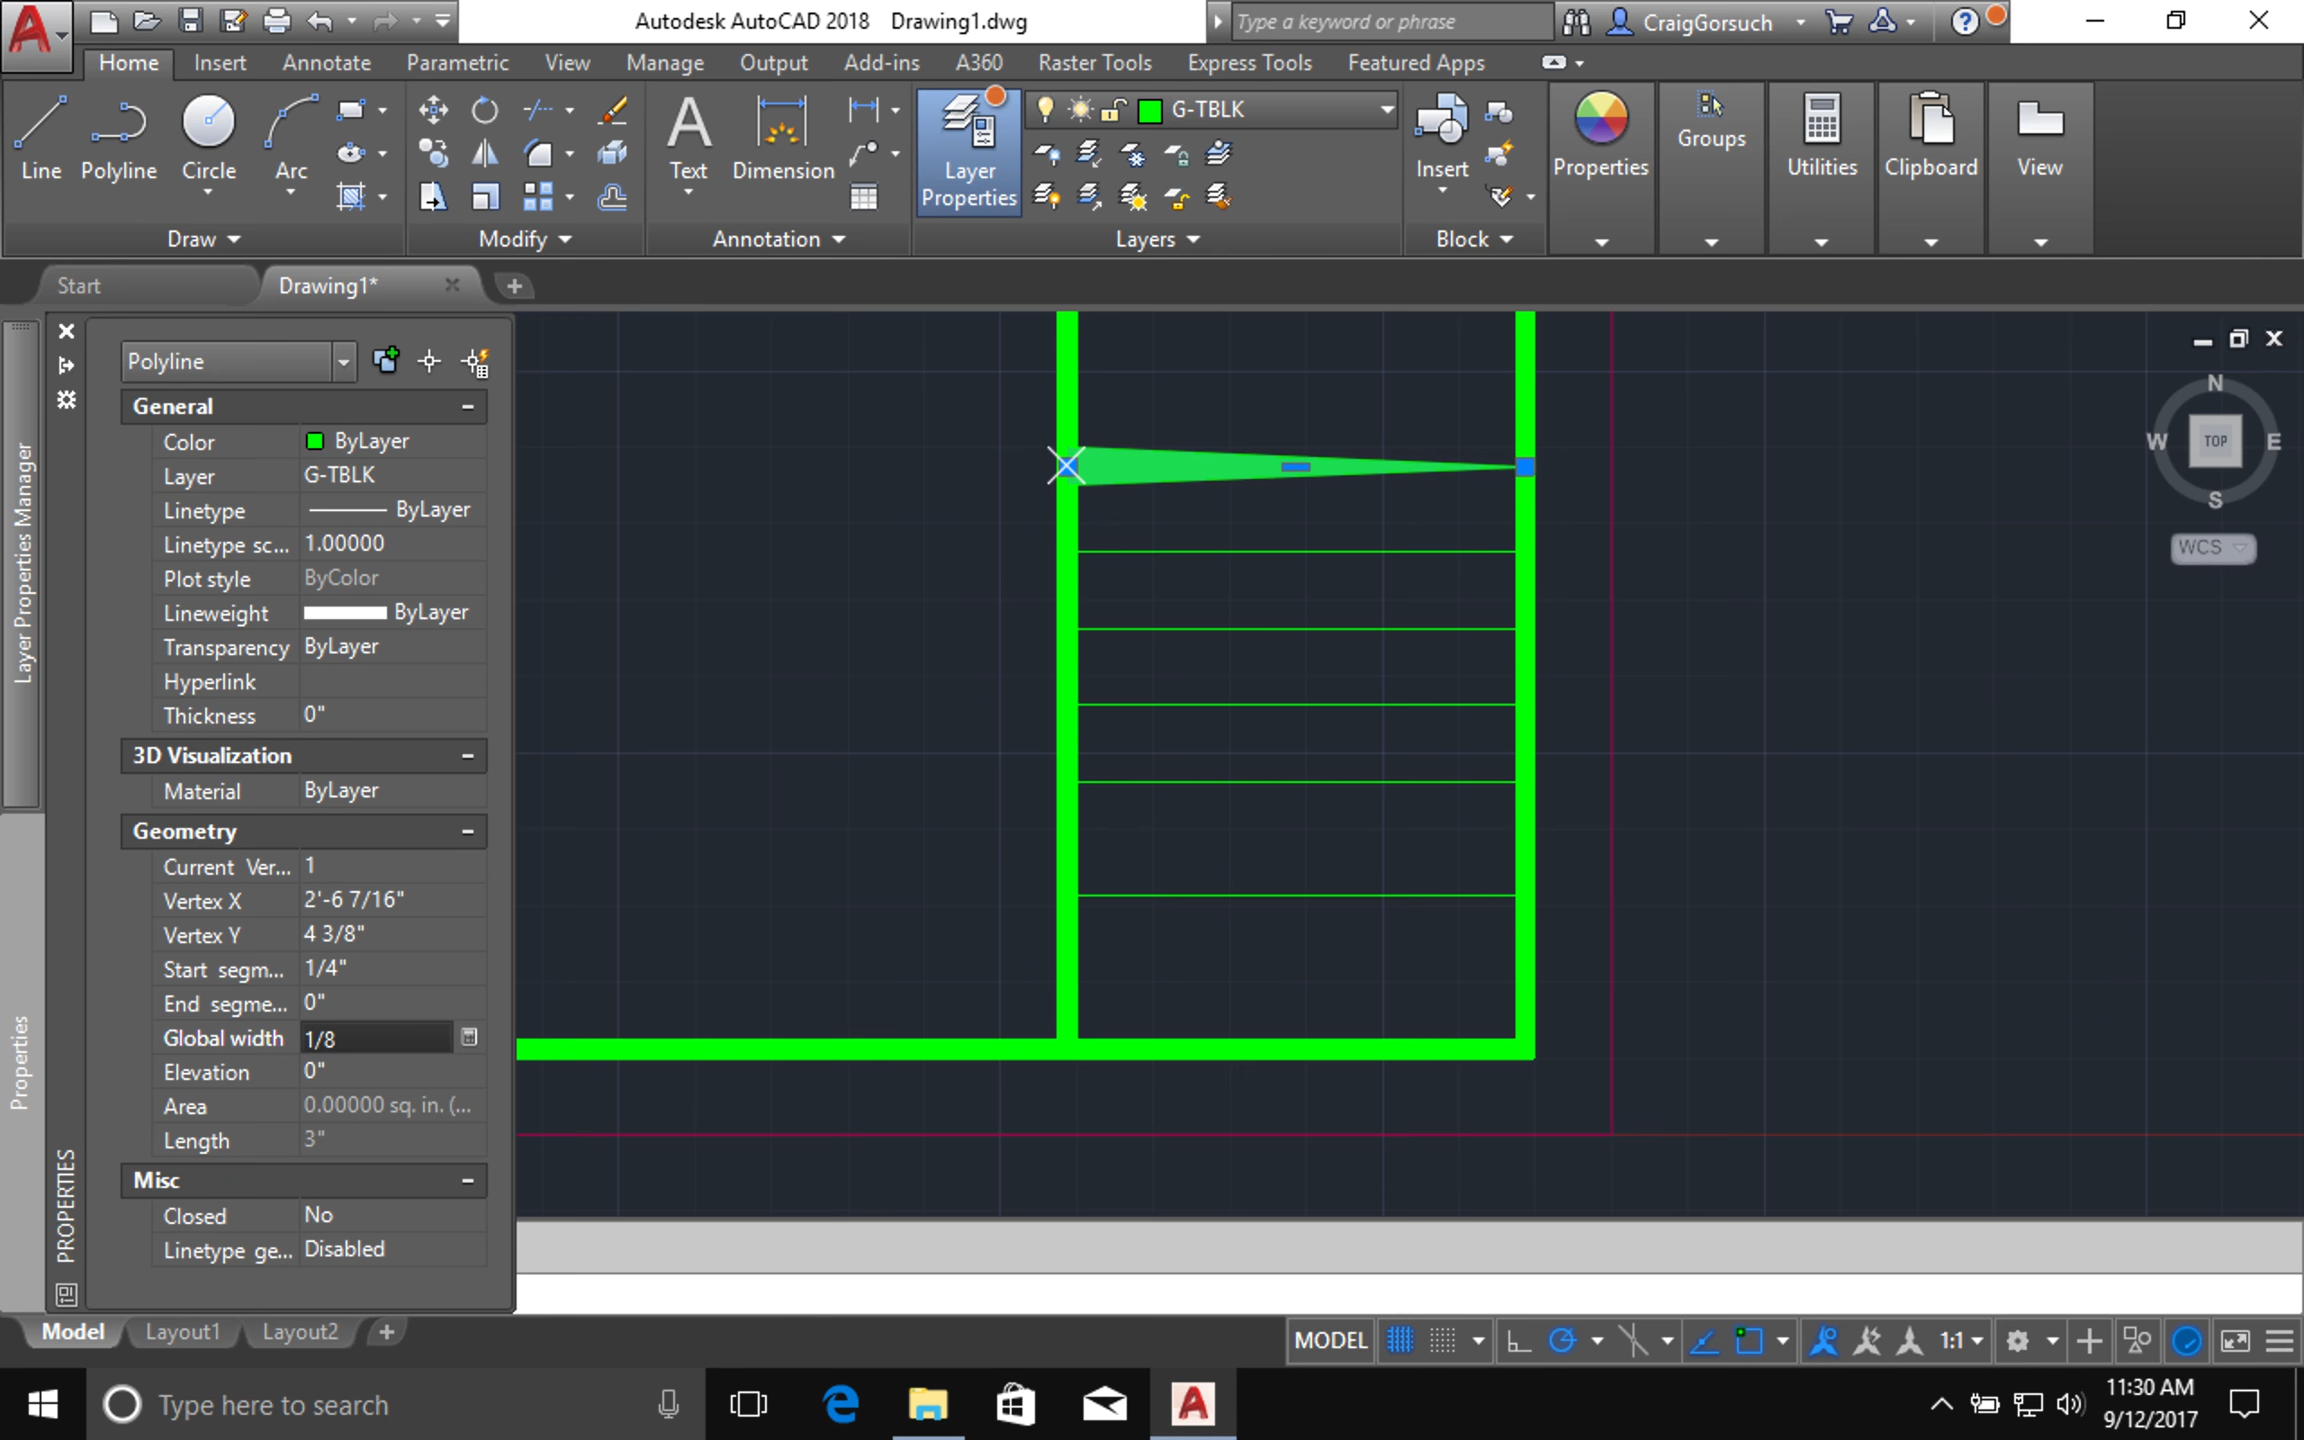 Autodesk AutoCAD 2018 Drawing1.dwg
Type a keyword or phrase
CraigGorsuch
Home Insert Annotate Parametric View Manage Output Add-ins A360 Raster Tools Express Tools Featured Apps
G-TBLK
Line Polyline Circle Arc
Text Dimension
Layer
Properties
Insert
Properties
Groups
Utilities
Clipboard
View
Draw Modify Annotation Layers Block
Start Drawing1*
Layer Properties Manager
Properties
PROPERTIES
Polyline
General
Color ByLayer
Layer G-TBLK
Linetype ByLayer
Linetype sc... 1.00000
Plot style ByColor
Lineweight ByLayer
Transparency ByLayer
Hyperlink
Thickness 0"
3D Visualization
Material ByLayer
Geometry
Current Ver... 1
Vertex X 2'-6 7/16"
Vertex Y 4 3/8"
Start segm... 1/4"
End segme... 0"
Global width 1/8
Elevation 0"
Area 0.00000 sq. in. (...
Length 3"
Misc
Closed No
Linetype ge... Disabled
N
W TOP E
S
WCS
Model Layout1 Layout2
MODEL 1:1
Type here to search
11:30 AM
9/12/2017